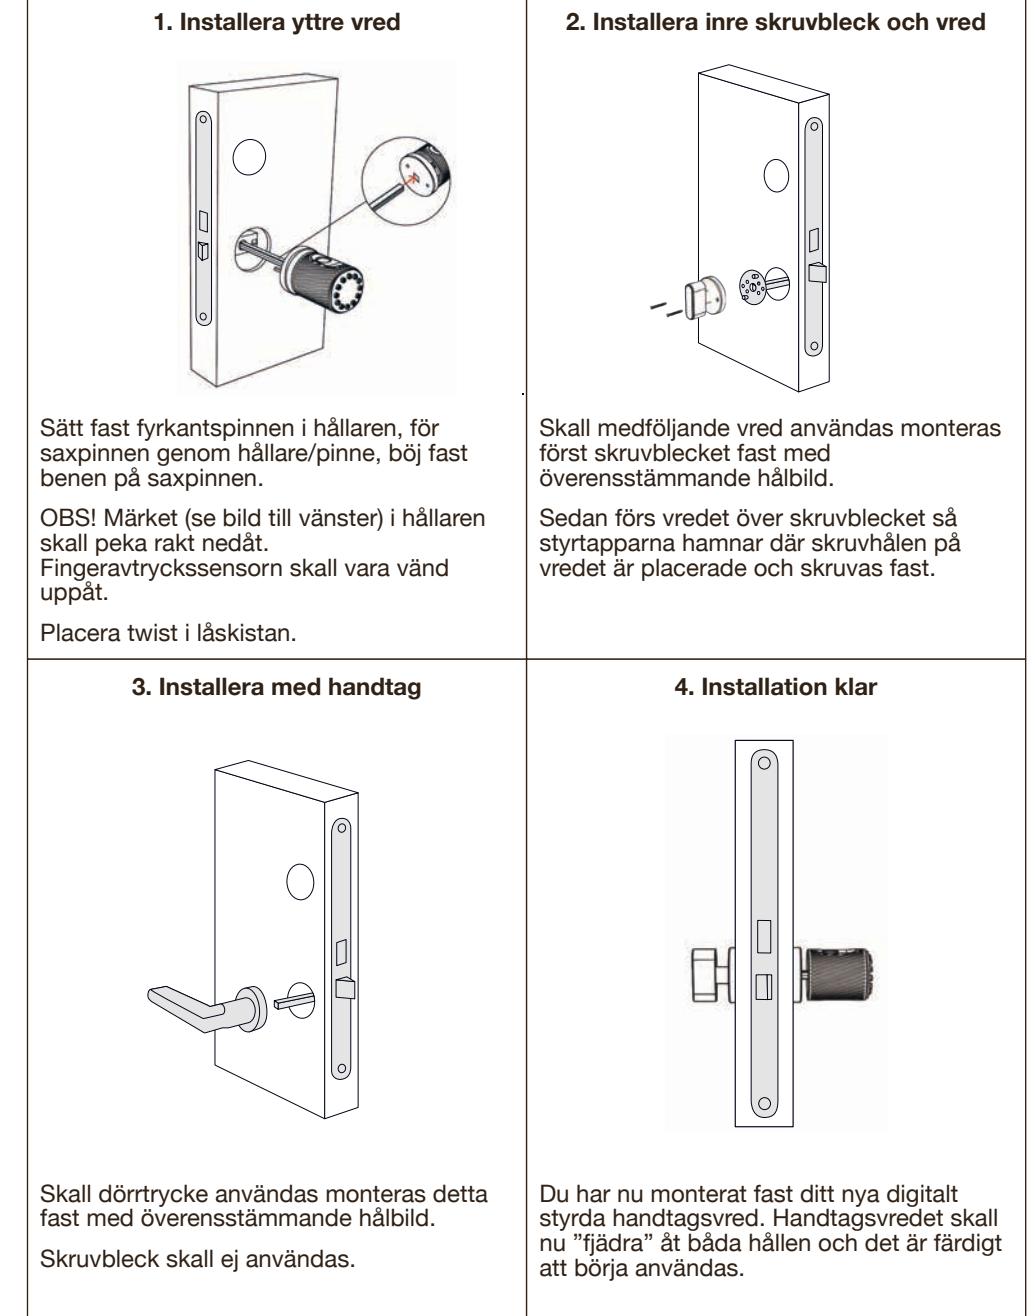 1. Installera yttre vred
Sätt fast fyrkantspinnen i hållaren, för
saxpinnen genom hållare/pinne, böj fast
benen på saxpinnen.
OBS! Märket (se bild till vänster) i hållaren
skall peka rakt nedåt.
Fingeravtryckssensorn skall vara vänd
uppåt.
Placera twist i låskistan.
2. Installera inre skruvbleck och vred
Skall medföljande vred användas monteras
först skruvblecket fast med
överensstämmande hålbild.
Sedan förs vredet över skruvblecket så
styrtapparna hamnar där skruvhålen på
vredet är placerade och skruvas fast.
3. Installera med handtag
Skall dörrtrycke användas monteras detta
fast med överensstämmande hålbild.
Skruvbleck skall ej användas.
4. Installation klar
Du har nu monterat fast ditt nya digitalt
styrda handtagsvred. Handtagsvredet skall
nu ”fjädra” åt båda hållen och det är färdigt
att börja användas.